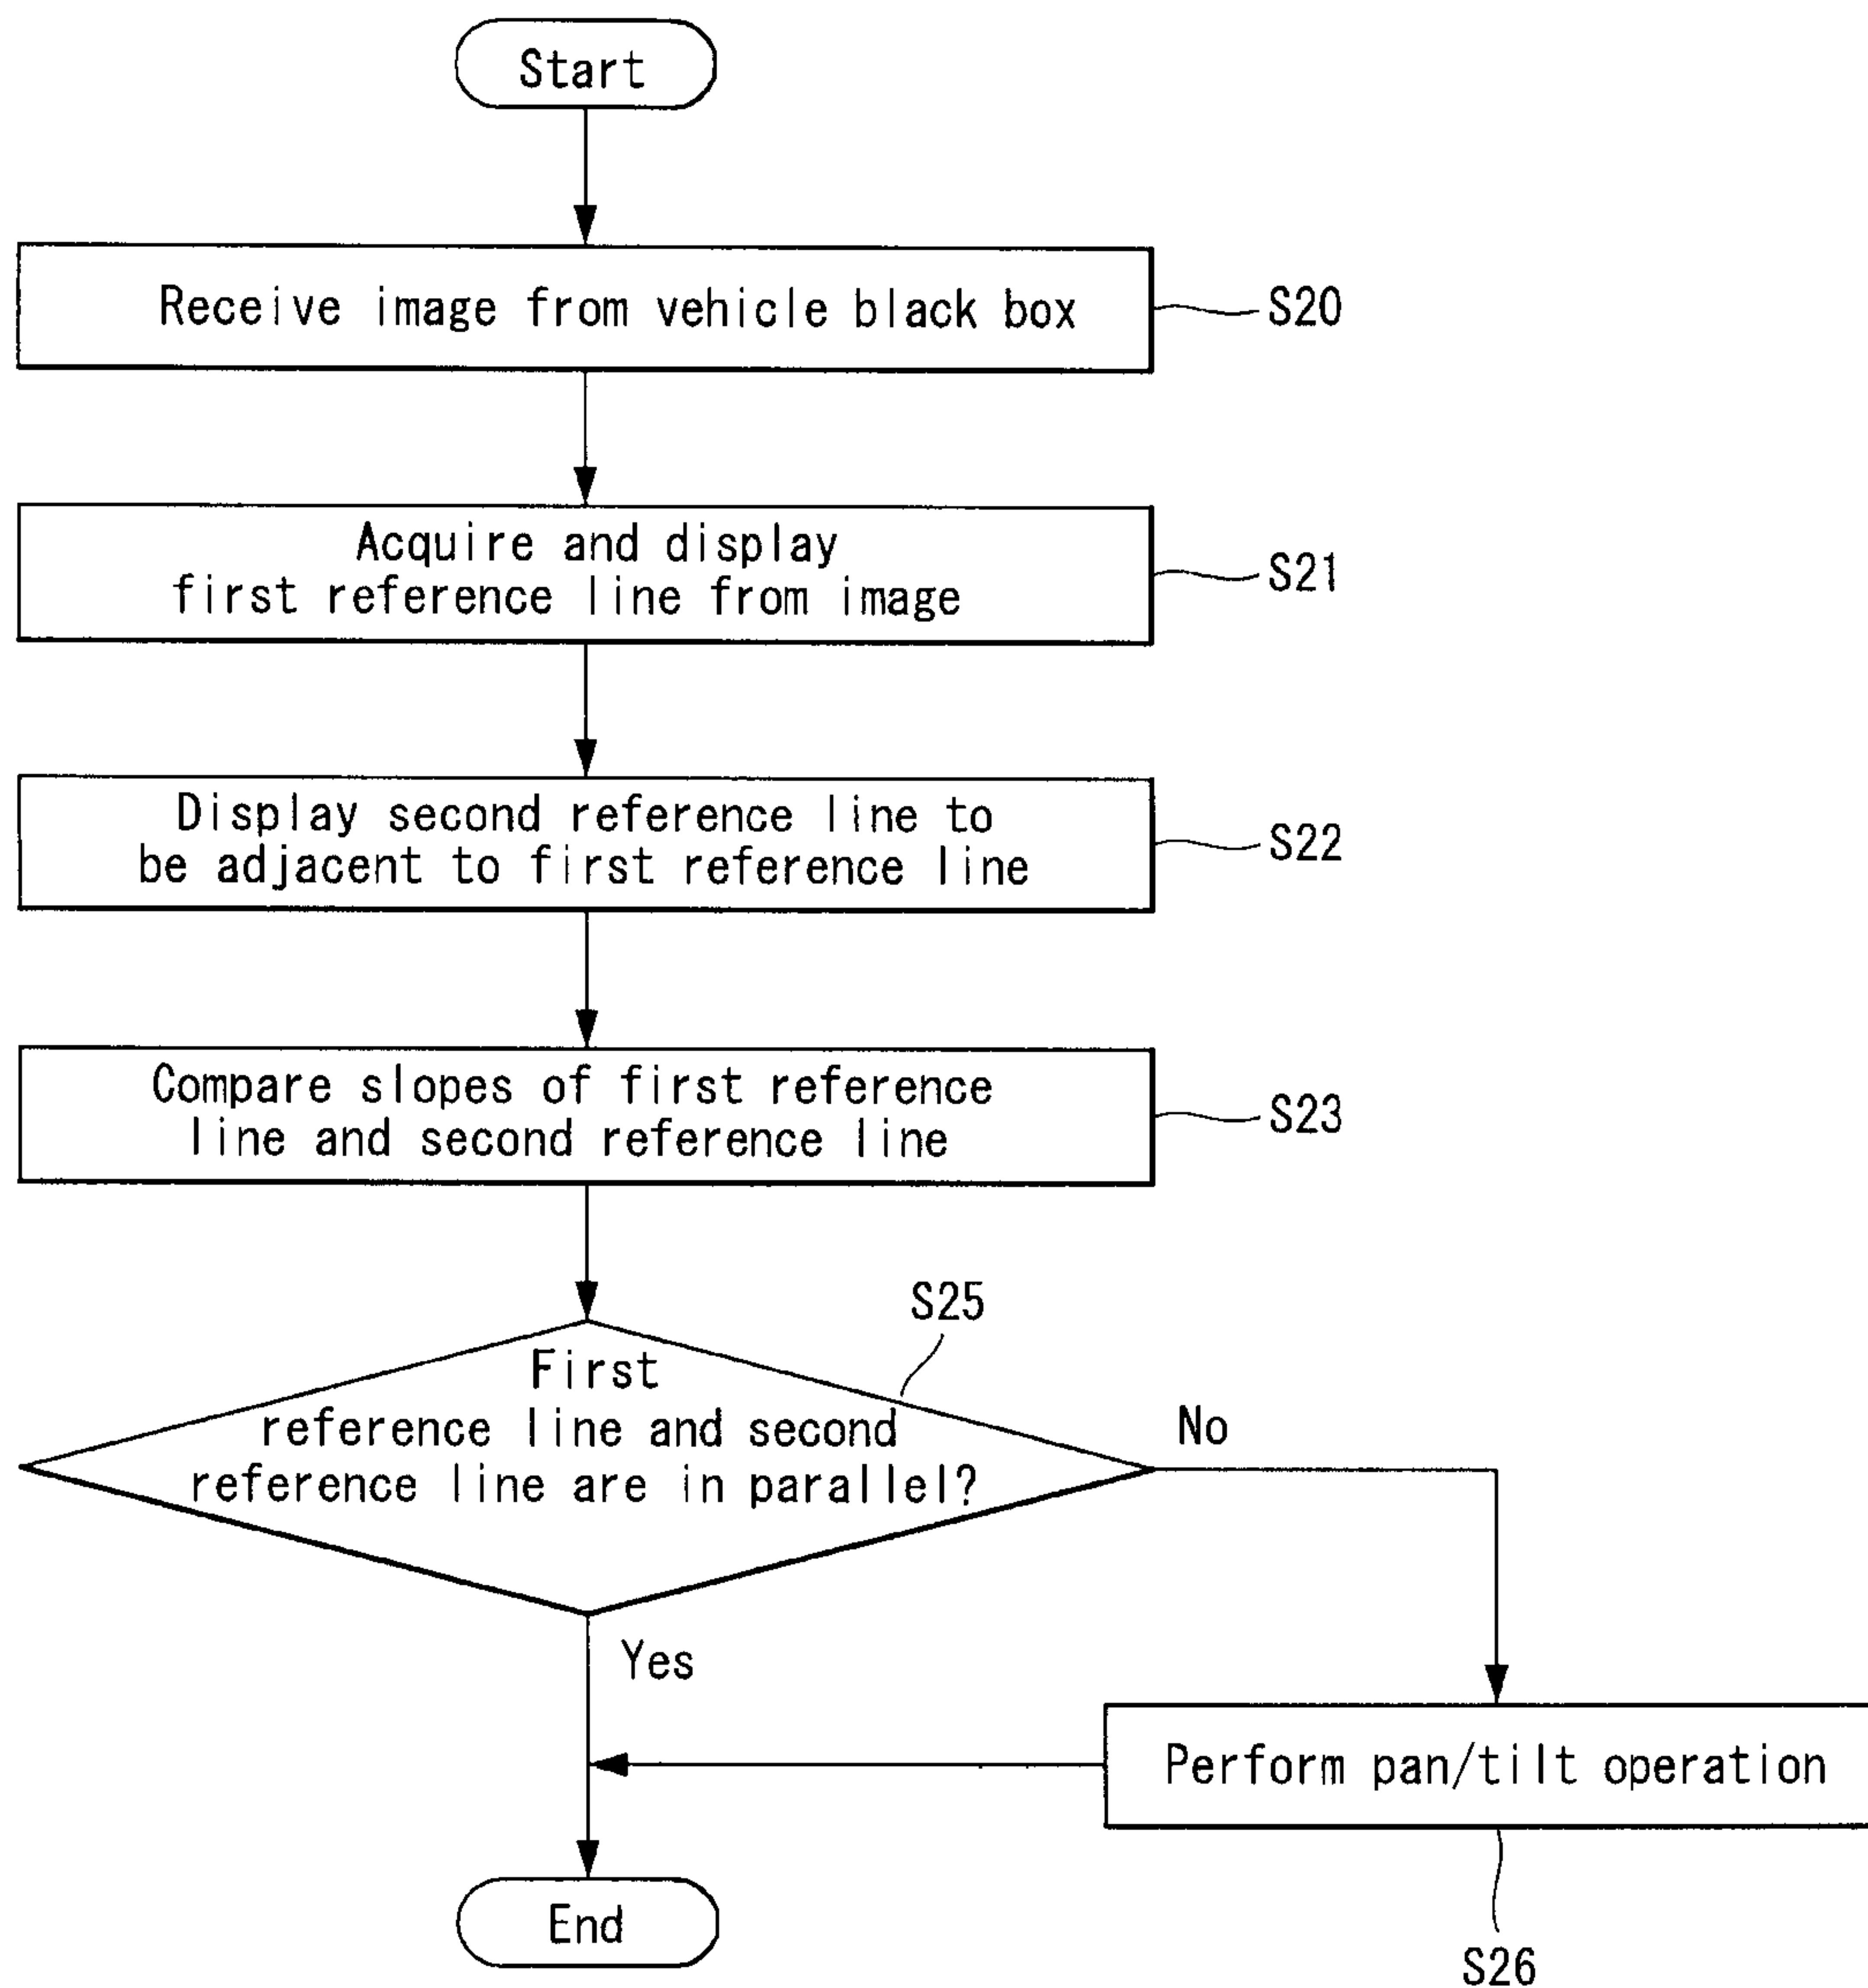 Start
Receive image from vehicle black box
S20
Acquire and display
first reference line from image
S21
Display second reference line to
be adjacent to first reference line
S22
Compare slopes of first reference
line and second reference line
S23
S25
First
reference line and second
reference line are in parallel?
No
Yes
Perform pan/tilt operation
End
S26